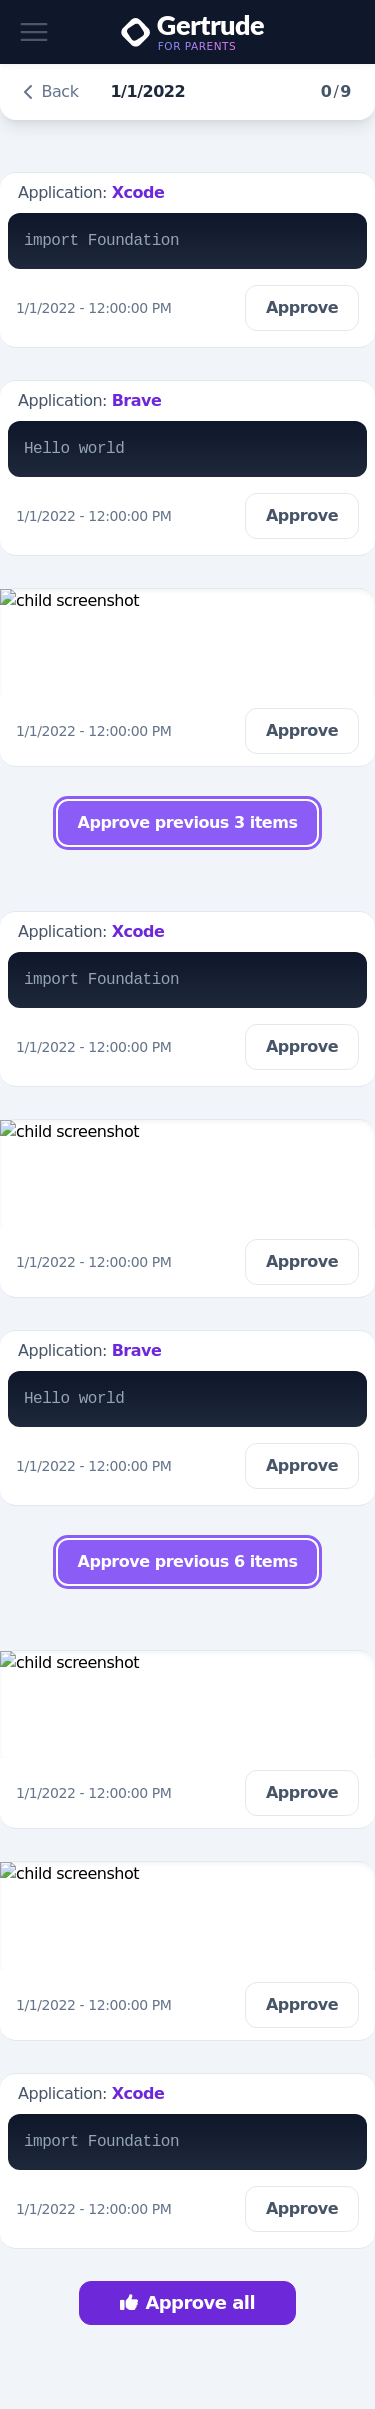 Gertrude
FOR PARENTS
Back 1/1/2022 0/9
Application: Xcode
import Foundation
1/1/2022 - 12:00:00 PM Approve
Application: Brave
Hello world
1/1/2022 - 12:00:00 PM Approve
child screenshot
1/1/2022 - 12:00:00 PM Approve
Approve previous 3 items
Application: Xcode
import Foundation
1/1/2022 - 12:00:00 PM Approve
child screenshot
1/1/2022 - 12:00:00 PM Approve
Application: Brave
Hello world
1/1/2022 - 12:00:00 PM Approve
Approve previous 6 items
child screenshot
1/1/2022 - 12:00:00 PM Approve
child screenshot
1/1/2022 - 12:00:00 PM Approve
Application: Xcode
import Foundation
1/1/2022 - 12:00:00 PM Approve
Approve all